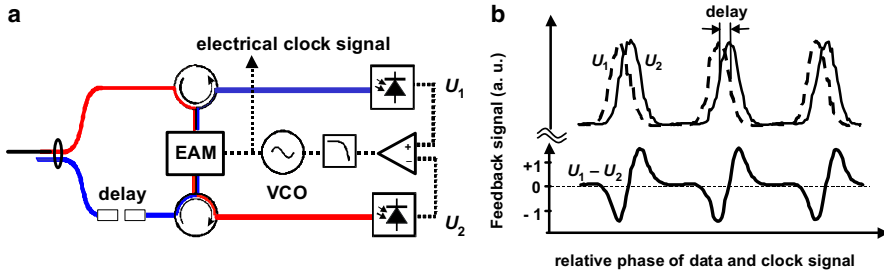 a
electrical clock signal
U1
EAM
+
−
delay
VCO
U2
b
delay
U1
U2
Feedback signal (a. u.)
+1
0
- 1
U1 – U2
relative phase of data and clock signal